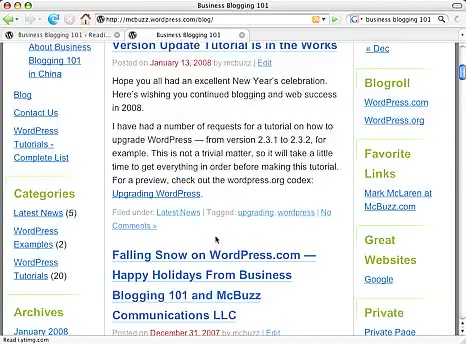 Business Blogging 101
http://mcbuzz.wordpress.com/blog/
business blogging 101
Business Blogging 101 › Readi...
Business Blogging 101
About Business
Blogging 101
in China
Blog
Contact Us
WordPress
Tutorials -
Complete List
Categories
Latest News (5)
WordPress
Examples (2)
WordPress
Tutorials (20)
Archives
January 2008
Version Update Tutorial is in the Works
Posted on January 13, 2008 by mcbuzz | Edit
Hope you all had an excellent New Year's celebration.
Here's wishing you continued blogging and web success
in 2008.
I have had a number of requests for a tutorial on how to
upgrade WordPress — from version 2.3.1 to 2.3.2, for
example. This is not a trivial matter, so it will take a little
time to get everything in order before making this tutorial.
For a preview, check out the wordpress.org codex:
Upgrading WordPress.
Filed under: Latest News | Tagged: upgrading, wordpress | No
Comments »
Falling Snow on WordPress.com —
Happy Holidays From Business
Blogging 101 and McBuzz
Communications LLC
Posted on December 31, 2007 by mcbuzz | Edit
« Dec
Blogroll
WordPress.com
WordPress.org
Favorite
Links
Mark McLaren at
McBuzz.com
Great
Websites
Google
Private
Private Page
Read i.ytimg.com